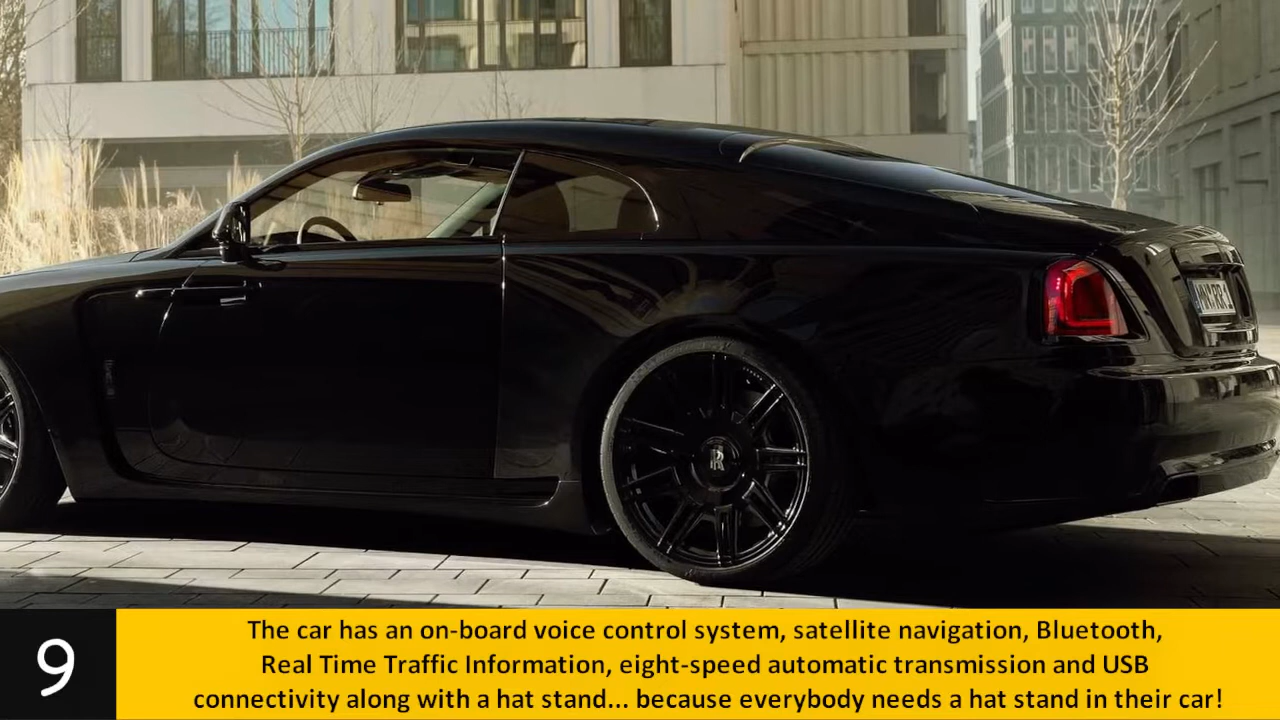 R
9
The car has an on-board voice control system, satellite navigation, Bluetooth,
Real Time Traffic Information, eight-speed automatic transmission and USB
connectivity along with a hat stand... because everybody needs a hat stand in their car!